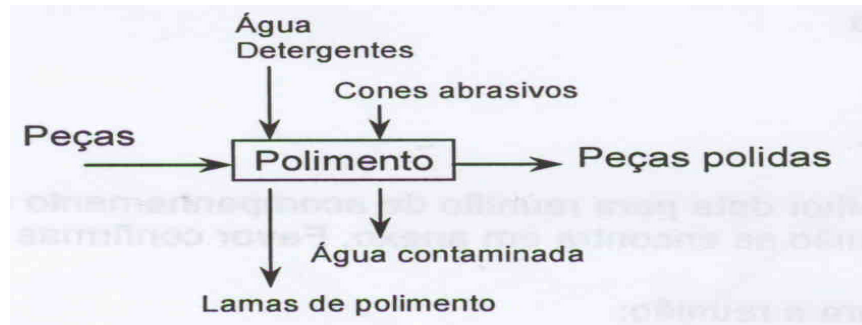 Água
Detergentes
Cones abrasivos
Peças
Polimento
Peças polidas
Água contaminada
Lamas de polimento